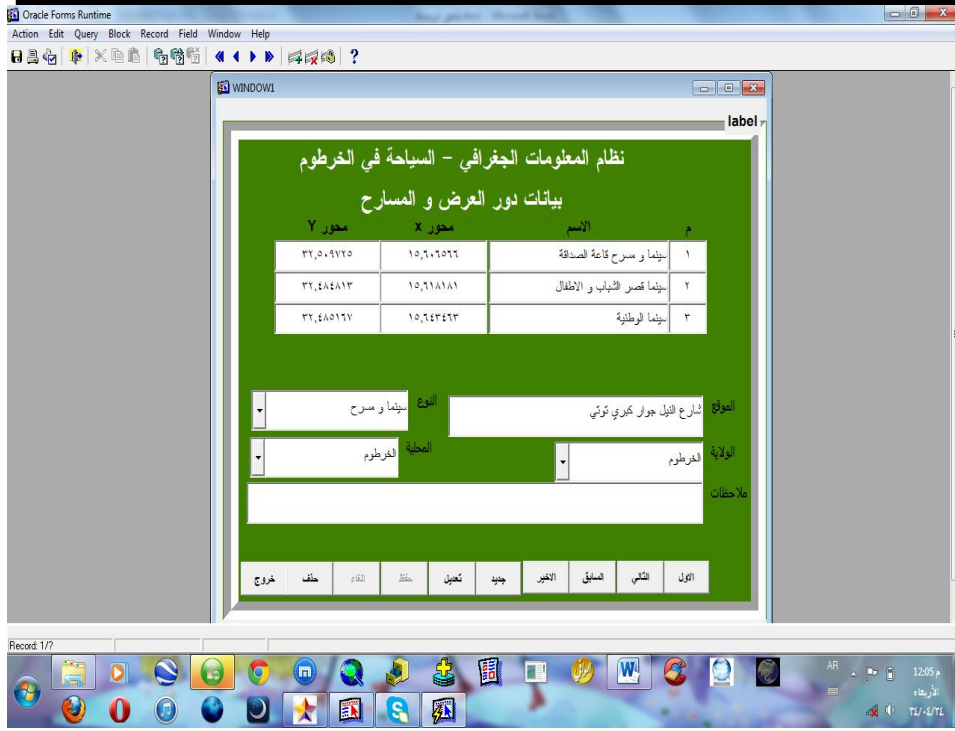 Oracle Forms Runtime
Action Edit Query Block Record Field Window Help
WINDOW1
label
نظام المعلومات الجغرافي - السياحة في الخرطوم
بيانات دور العرض و المسارح
م الاسم محور x محور Y
١ سينما و مسرح قاعة الصداقة ١٥,٦٠٦٥٦٦ ٣٢,٥٠٩٧٢٥
٢ سينما قصر الشباب و الاطفال ١٥,٦١٨١٨١ ٣٢,٤٨٤٨١٣
٣ سينما الوطنية ١٥,٦٤٣٤٦٣ ٣٢,٤٨٥١٦٧
الموقع شارع النيل جوار كبري توتي النوع سينما و مسرح
الولاية الخرطوم المحلية الخرطوم
ملاحظات
الاول التالي السابق الاخير جديد تعديل حفظ الغاء حذف خروج
Record: 1/?
AR
12:05 م
الأربعاء
٣٤/٠٤/٢٤